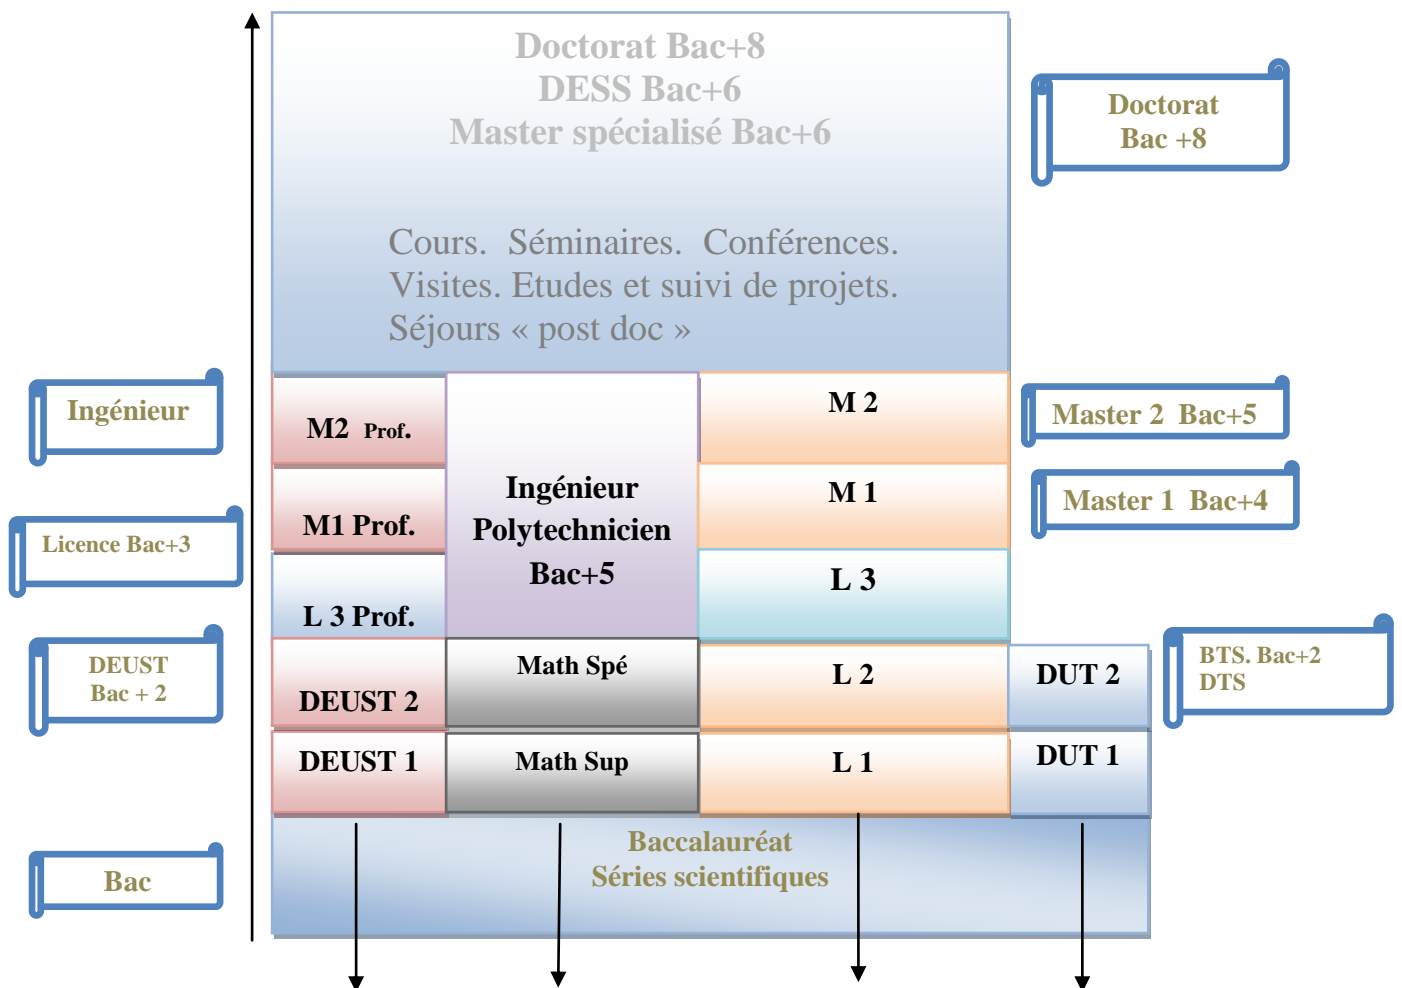 Doctorat Bac+8
DESS Bac+6
Master spécialisé Bac+6
Doctorat
Bac +8
Cours. Séminaires. Conférences.
Visites. Etudes et suivi de projets.
Séjours « post doc »
Ingénieur
M2 Prof.
M 2
Master 2 Bac+5
Ingénieur
Polytechnicien
Bac+5
M1 Prof.
M 1
Master 1 Bac+4
Licence Bac+3
L 3 Prof.
L 3
DEUST
Bac + 2
DEUST 2
Math Spé
L 2
DUT 2
BTS. Bac+2
DTS
DEUST 1
Math Sup
L 1
DUT 1
Baccalauréat
Séries scientifiques
Bac